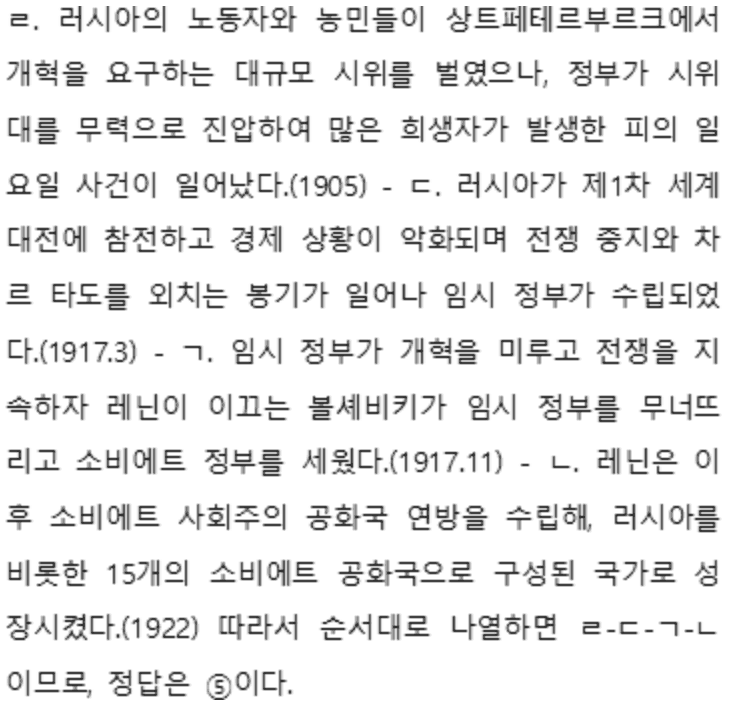 ㄹ. 러시아의 노동자와 농민들이 상트페테르부르크에서
개혁을 요구하는 대규모 시위를 벌였으나, 정부가 시위
대를 무력으로 진압하여 많은 희생자가 발생한 피의 일
요일 사건이 일어났다.(1905) - ㄷ. 러시아가 제1차 세계
대전에 참전하고 경제 상황이 악화되며 전쟁 중지와 차
르 타도를 외치는 봉기가 일어나 임시 정부가 수립되었
다.(1917.3) - ㄱ. 임시 정부가 개혁을 미루고 전쟁을 지
속하자 레닌이 이끄는 볼셰비키가 임시 정부를 무너뜨
리고 소비에트 정부를 세웠다.(1917.11) - ㄴ. 레닌은 이
후 소비에트 사회주의 공화국 연방을 수립해, 러시아를
비롯한 15개의 소비에트 공화국으로 구성된 국가로 성
장시켰다.(1922) 따라서 순서대로 나열하면 ㄹ-ㄷ-ㄱ-ㄴ
이므로, 정답은 ⑤이다.